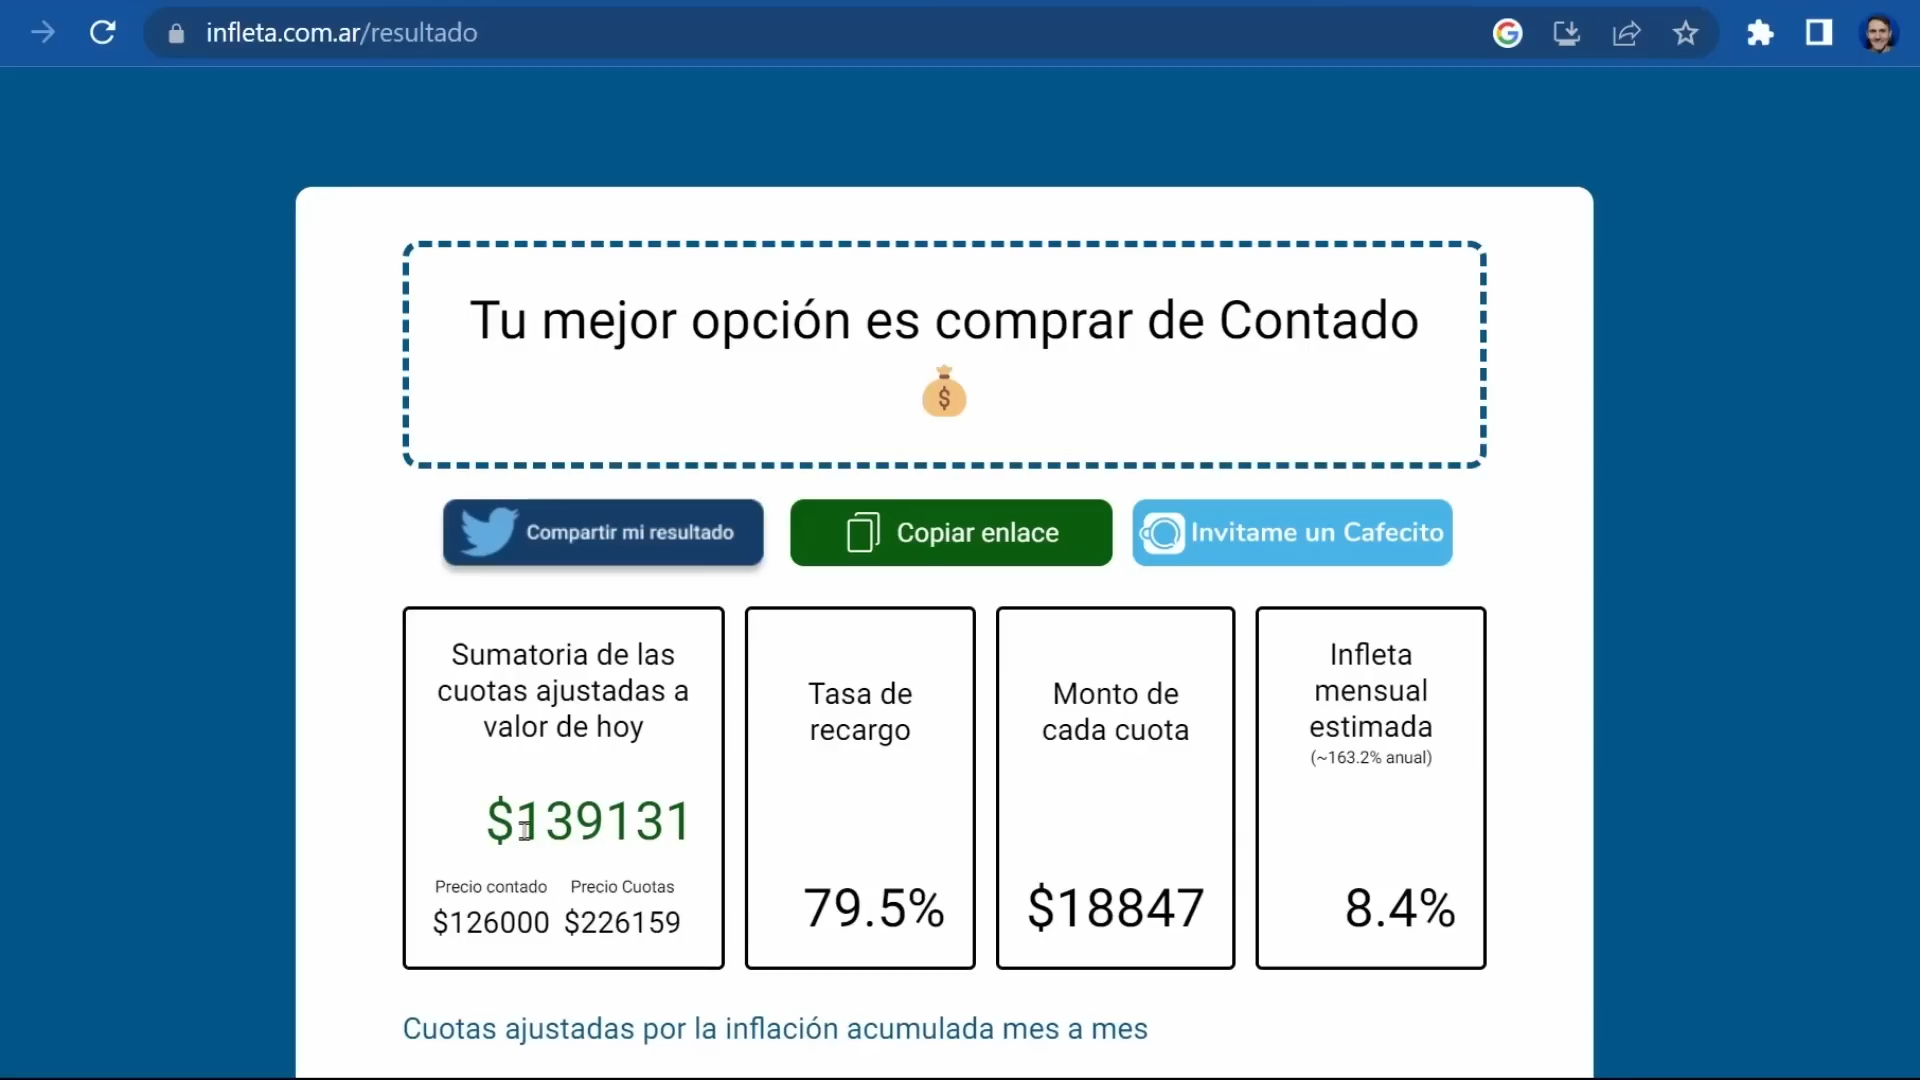 infleta.com.ar/resultado
Tu mejor opción es comprar de Contado
Compartir mi resultado
Copiar enlace
Invitame un Cafecito
Sumatoria de las
cuotas ajustadas a
valor de hoy
$139131
Precio contado
Precio Cuotas
$126000
$226159
Tasa de
recargo
79.5%
Monto de
cada cuota
$18847
Infleta
mensual
estimada
(~163.2% anual)
8.4%
Cuotas ajustadas por la inflación acumulada mes a mes